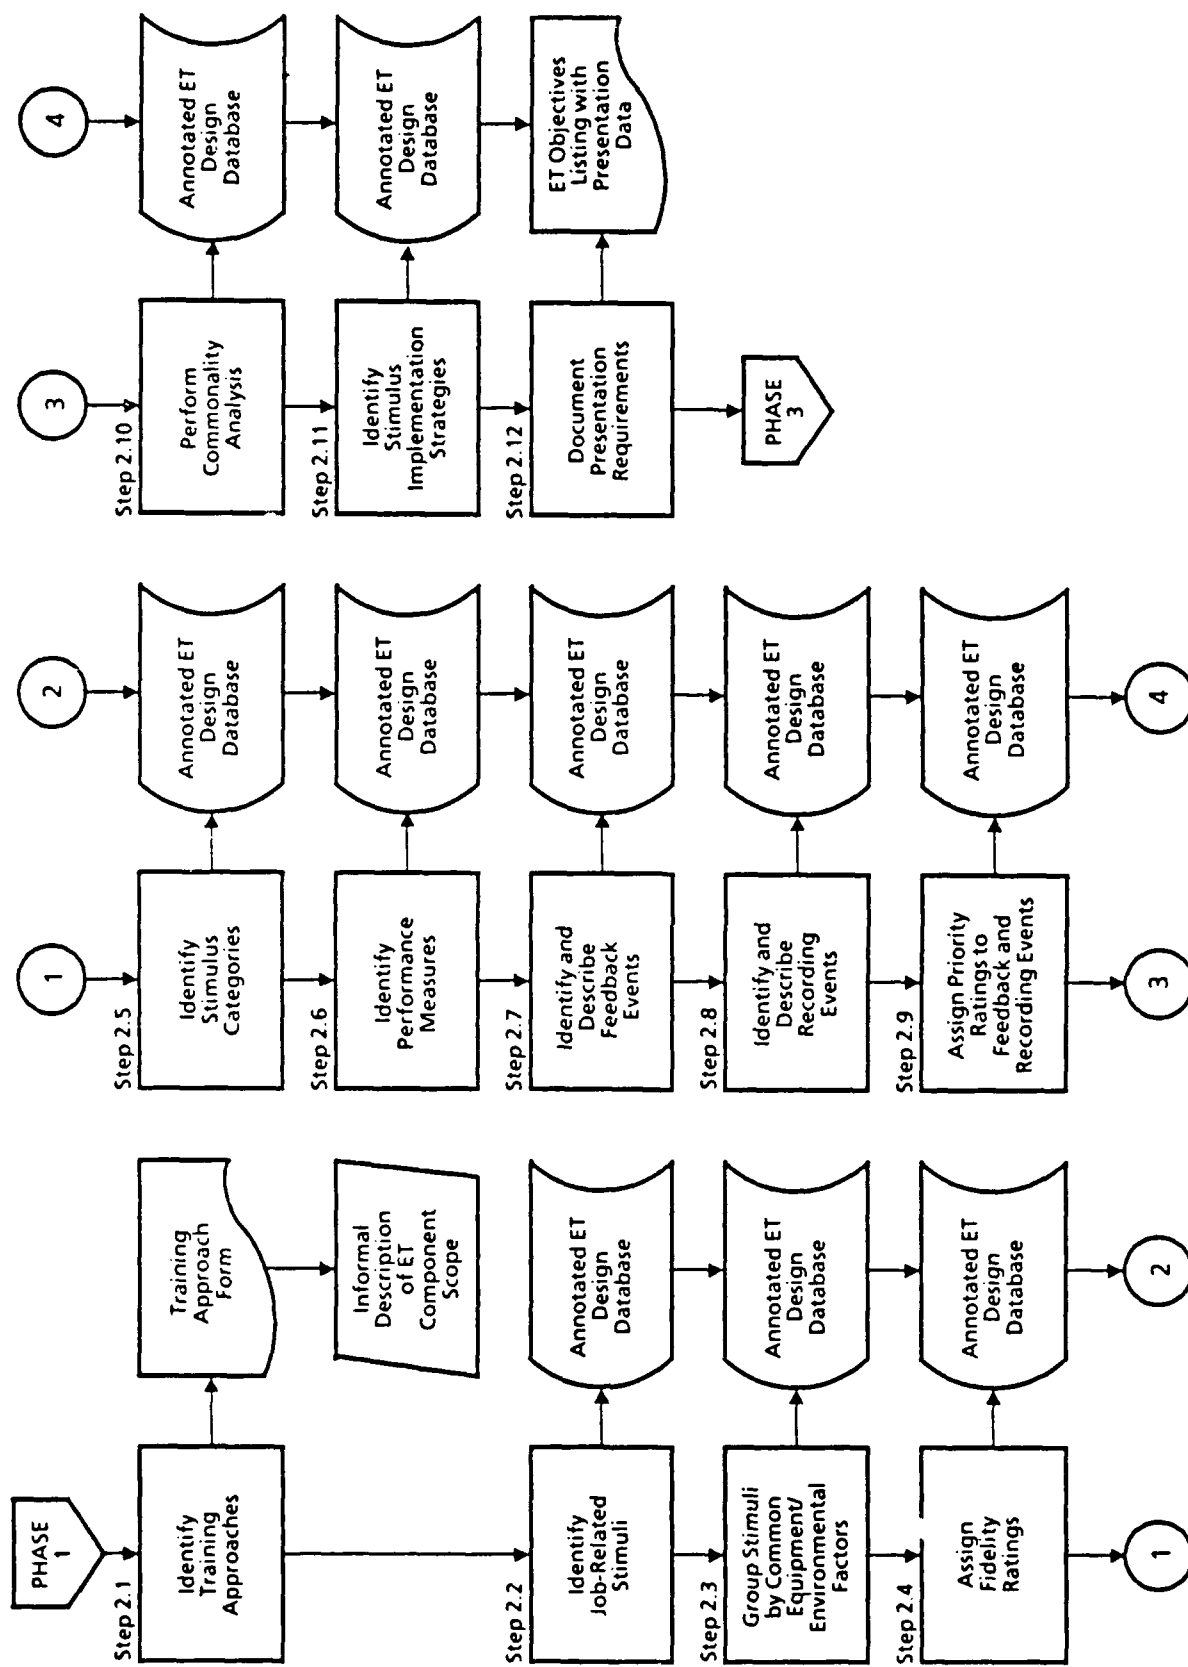 PHASE
1
Step 2.1
Identify
Training
Approaches
Training
Approach
Form
Informal
Description
of ET
Component
Scope
Step 2.2
Identify
Job-Related
Stimuli
Annotated ET
Design
Database
Step 2.3
Group Stimuli
by Common
Equipment/
Environmental
Factors
Annotated ET
Design
Database
Step 2.4
Assign
Fidelity
Ratings
Annotated ET
Design
Database
1
2
1
2
Step 2.5
Identify
Stimulus
Categories
Annotated ET
Design
Database
Step 2.6
Identify
Performance
Measures
Annotated ET
Design
Database
Step 2.7
Identify and
Describe
Feedback
Events
Annotated ET
Design
Database
Step 2.8
Identify and
Describe
Recording
Events
Annotated ET
Design
Database
Step 2.9
Assign Priority
Ratings to
Feedback and
Recording Events
Annotated ET
Design
Database
3
4
3
4
Step 2.10
Perform
Commonality
Analysis
Annotated ET
Design
Database
Step 2.11
Identify
Stimulus
Implementation
Strategies
Annotated ET
Design
Database
Step 2.12
Document
Presentation
Requirements
ET Objectives
Listing with
Presentation
Data
PHASE
3